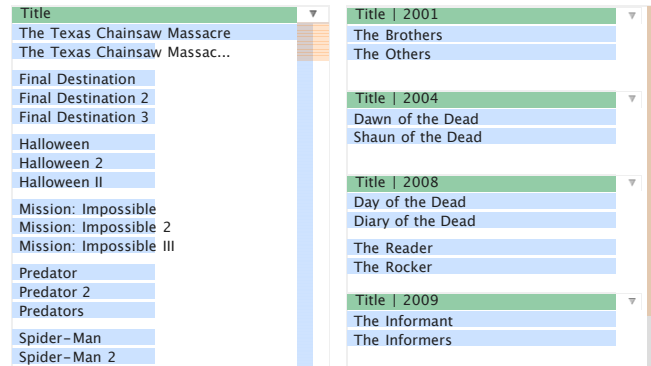 Title
The Texas Chainsaw Massacre
The Texas Chainsaw Massac...
Final Destination
Final Destination 2
Final Destination 3
Halloween
Halloween 2
Halloween II
Mission: Impossible
Mission: Impossible 2
Mission: Impossible III
Predator
Predator 2
Predators
Spider-Man
Spider-Man 2
Title | 2001
The Brothers
The Others
Title | 2004
Dawn of the Dead
Shaun of the Dead
Title | 2008
Day of the Dead
Diary of the Dead
The Reader
The Rocker
Title | 2009
The Informant
The Informers